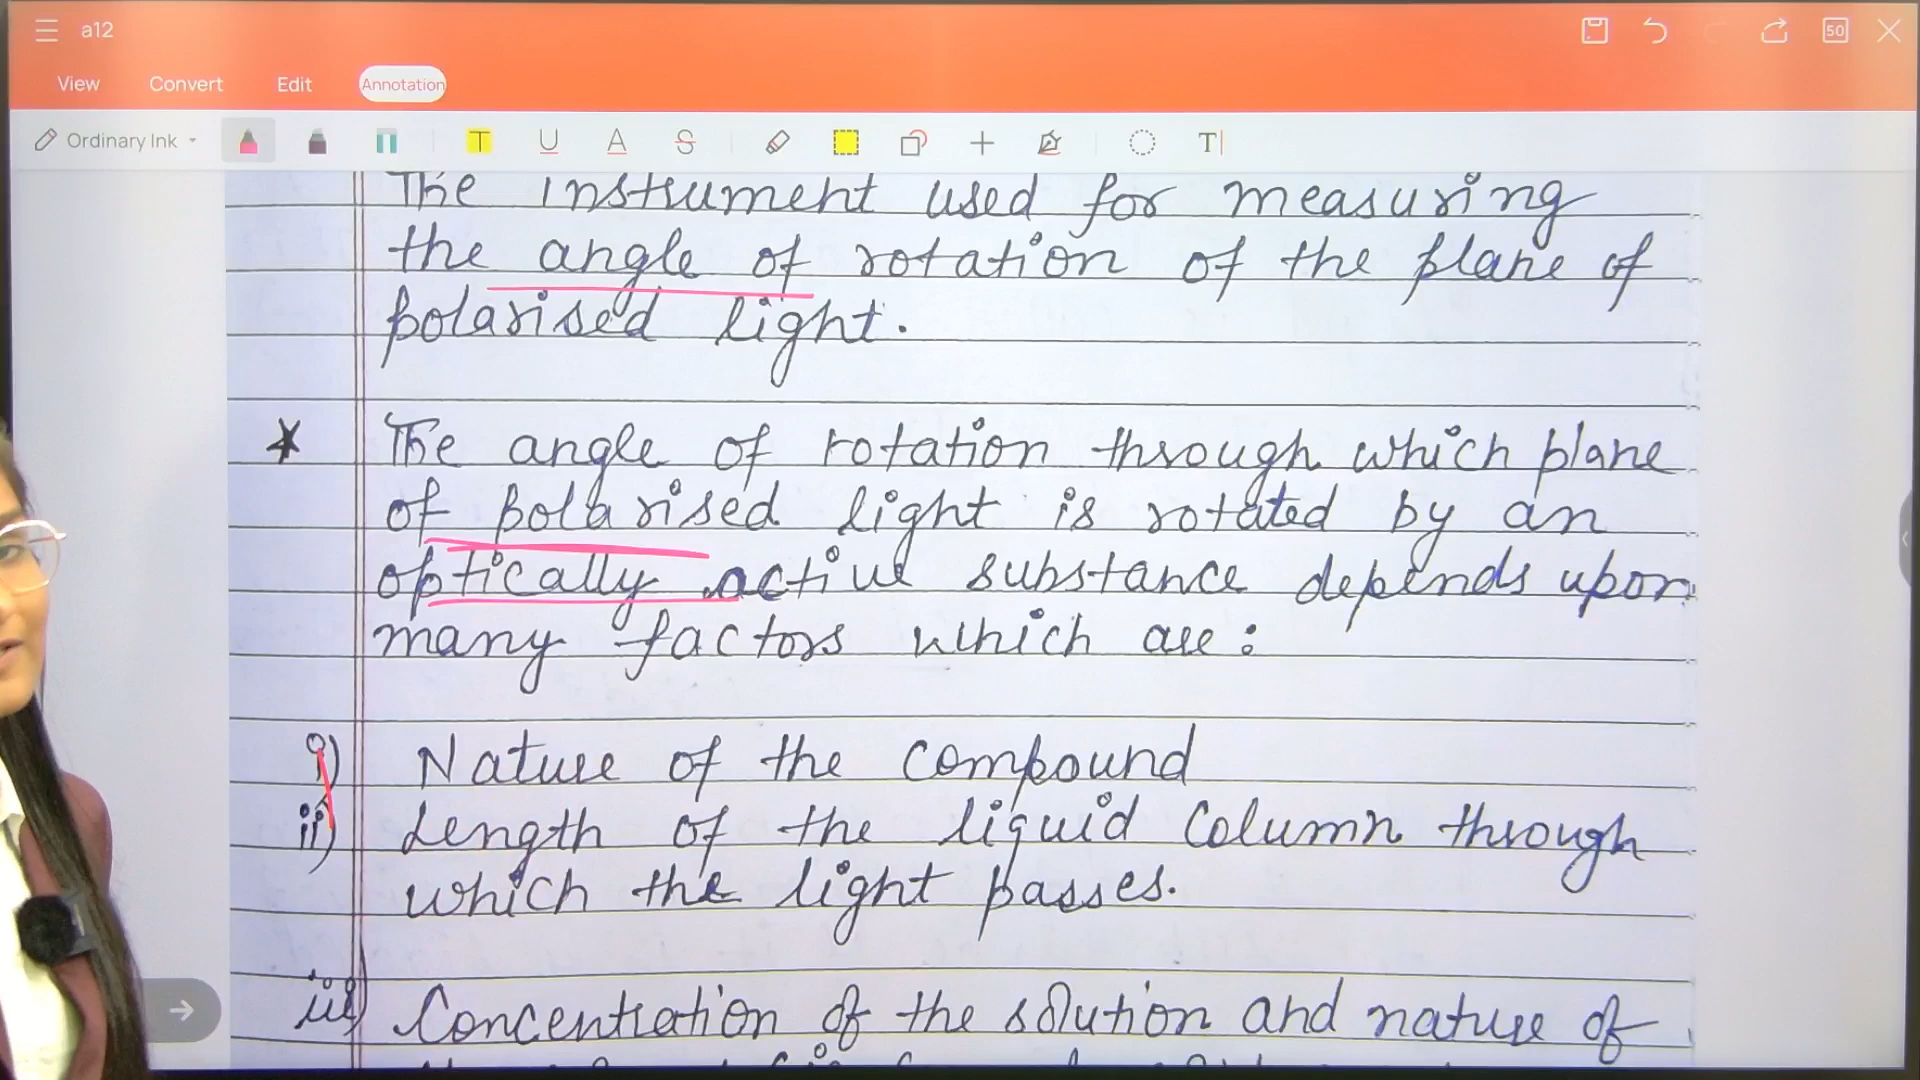 a12
50
View Convert Edit Annotation
Ordinary Ink
The instrument used for measuring
the angle of rotation of the plane of
polarised light.
* The angle of rotation through which plane
of polarised light is rotated by an
optically active substance depends upon
many factors which are:
i) Nature of the compound
ii) Length of the liquid column through
which the light passes.
iii) Concentration of the solution and nature of